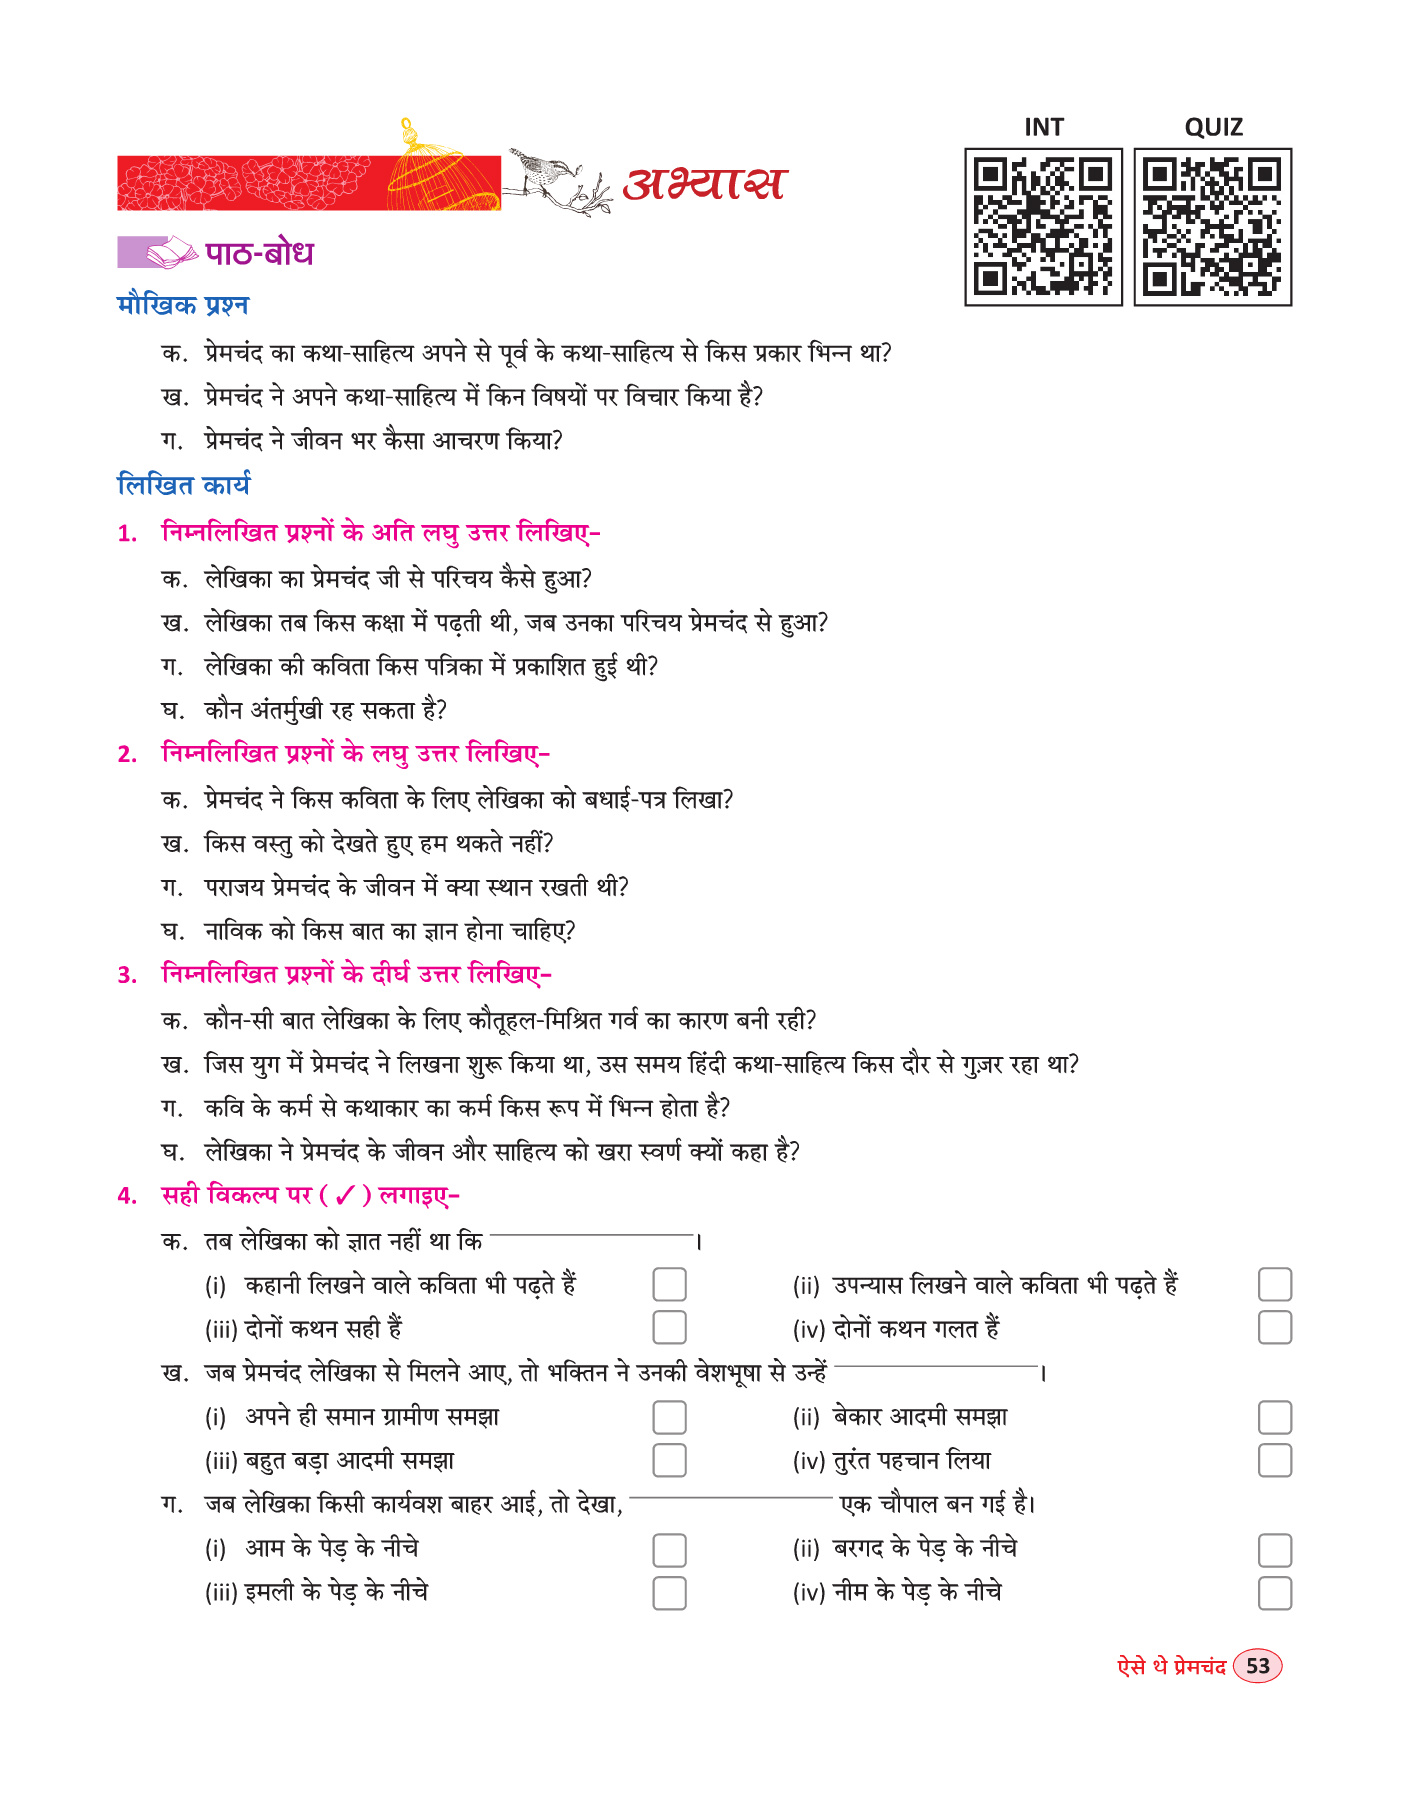 INT QUIZ
अभ्यास
पाठ-बोध
मौखिक प्रश्न
क. प्रेमचंद का कथा-साहित्य अपने से पूर्व के कथा-साहित्य से किस प्रकार भिन्न था?
ख. प्रेमचंद ने अपने कथा-साहित्य में किन विषयों पर विचार किया है?
ग. प्रेमचंद ने जीवन भर कैसा आचरण किया?
लिखित कार्य
1. निम्नलिखित प्रश्नों के अति लघु उत्तर लिखिए–
क. लेखिका का प्रेमचंद जी से परिचय कैसे हुआ?
ख. लेखिका तब किस कक्षा में पढ़ती थी, जब उनका परिचय प्रेमचंद से हुआ?
ग. लेखिका की कविता किस पत्रिका में प्रकाशित हुई थी?
घ. कौन अंतर्मुखी रह सकता है?
2. निम्नलिखित प्रश्नों के लघु उत्तर लिखिए–
क. प्रेमचंद ने किस कविता के लिए लेखिका को बधाई-पत्र लिखा?
ख. किस वस्तु को देखते हुए हम थकते नहीं?
ग. पराजय प्रेमचंद के जीवन में क्या स्थान रखती थी?
घ. नाविक को किस बात का ज्ञान होना चाहिए?
3. निम्नलिखित प्रश्नों के दीर्घ उत्तर लिखिए–
क. कौन-सी बात लेखिका के लिए कौतूहल-मिश्रित गर्व का कारण बनी रही?
ख. जिस युग में प्रेमचंद ने लिखना शुरू किया था, उस समय हिंदी कथा-साहित्य किस दौर से गुज़र रहा था?
ग. कवि के कर्म से कथाकार का कर्म किस रूप में भिन्न होता है?
घ. लेखिका ने प्रेमचंद के जीवन और साहित्य को खरा स्वर्ण क्यों कहा है?
4. सही विकल्प पर (✓) लगाइए–
क. तब लेखिका को ज्ञात नहीं था कि ____________।
(i) कहानी लिखने वाले कविता भी पढ़ते हैं (ii) उपन्यास लिखने वाले कविता भी पढ़ते हैं
(iii) दोनों कथन सही हैं (iv) दोनों कथन गलत हैं
ख. जब प्रेमचंद लेखिका से मिलने आए, तो भक्तिन ने उनकी वेशभूषा से उन्हें ____________।
(i) अपने ही समान ग्रामीण समझा (ii) बेकार आदमी समझा
(iii) बहुत बड़ा आदमी समझा (iv) तुरंत पहचान लिया
ग. जब लेखिका किसी कार्यवश बाहर आई, तो देखा, ____________ एक चौपाल बन गई है।
(i) आम के पेड़ के नीचे (ii) बरगद के पेड़ के नीचे
(iii) इमली के पेड़ के नीचे (iv) नीम के पेड़ के नीचे
ऐसे थे प्रेमचंद 53